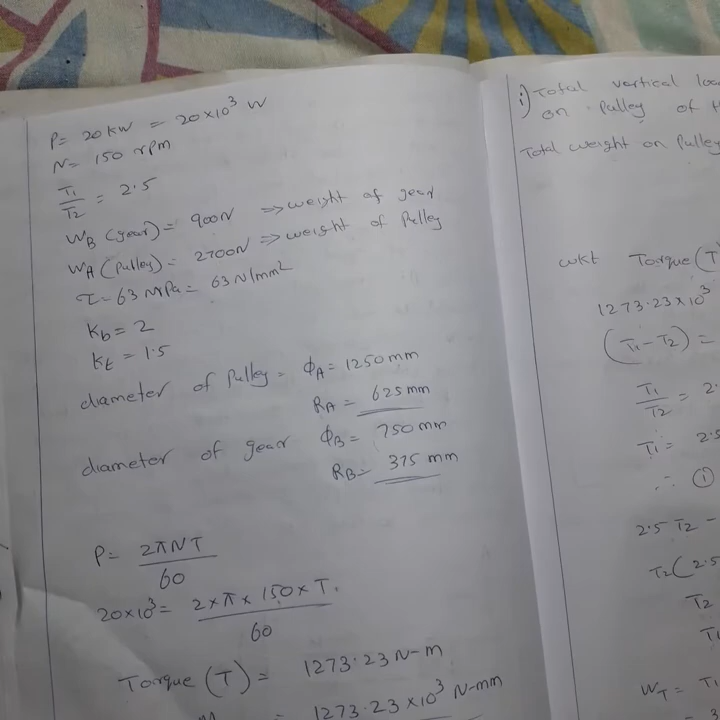 P = 20 kW = 20×10³ W
N = 150 rpm
T₁/T₂ = 2.5
W_B (gear) = 900N ⇒ weight of gear
W_A (pulley) = 2700N ⇒ weight of Pulley
τ = 63 MPa = 63 N/mm²
K_b = 2
K_t = 1.5
diameter of pulley = ϕ_A = 1250 mm
R_A = 625 mm
diameter of gear ϕ_B = 750 mm
R_B = 375 mm
P = 2πNT/60
20×10³ = 2×π×150×T/60
Torque (T) = 1273.23 N-m
= 1273.23 ×10³ N-mm
i) Total vertical
on Pulley of
Total weight on Pulley
wkt Torque (T
1273.23×10³
(T₁-T₂) =
T₁/T₂ = 2.
T₁ = 2.5
∴ ①
2.5 T₂ -
T₂ (2.5
T₂
T₁
W_T = T₁